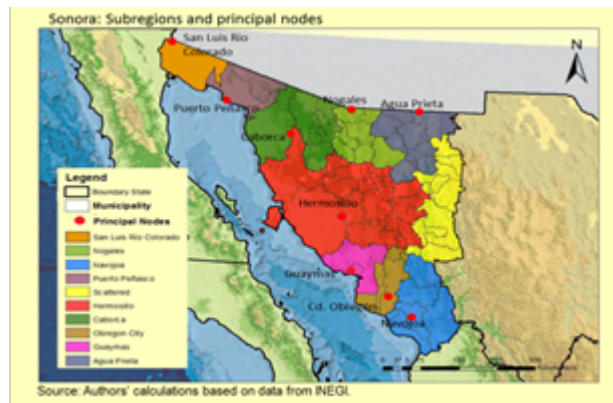 Sonora: Subregions and principal nodes
San Luis Río
Colorado
N
Puerto Peñasco
Nogales
Agua Prieta
Caborca
Hermosillo
Guaymas
Cd. Obregón
Navojoa
Legend
Boundary State
Municipality
Principal Nodes
San Luis Rio Colorado
Nogales
Navojoa
Puerto Peñasco
Scattered
Hermosillo
Caborca
Obregon City
Guaymas
Agua Prieta
Source: Authors' calculations based on data from INEGI.